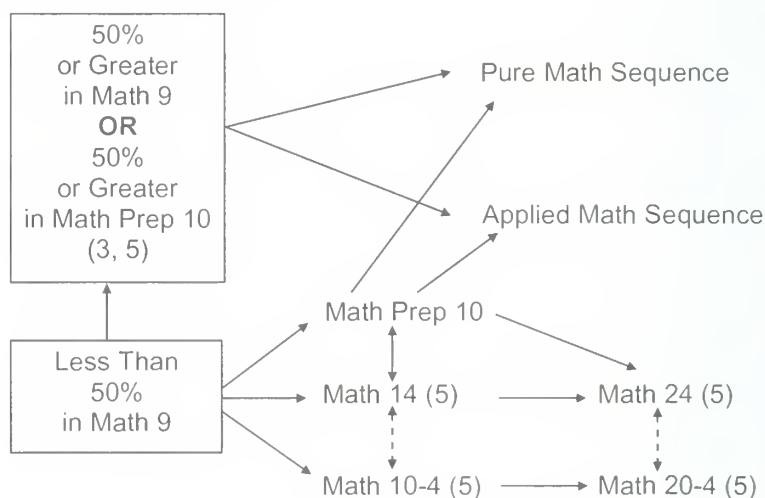 50%
or Greater
in Math 9
OR
50%
or Greater
in Math Prep 10
(3, 5)
Pure Math Sequence
Applied Math Sequence
Math Prep 10
Less Than
50%
in Math 9
Math 14 (5)
Math 24 (5)
Math 10-4 (5)
Math 20-4 (5)